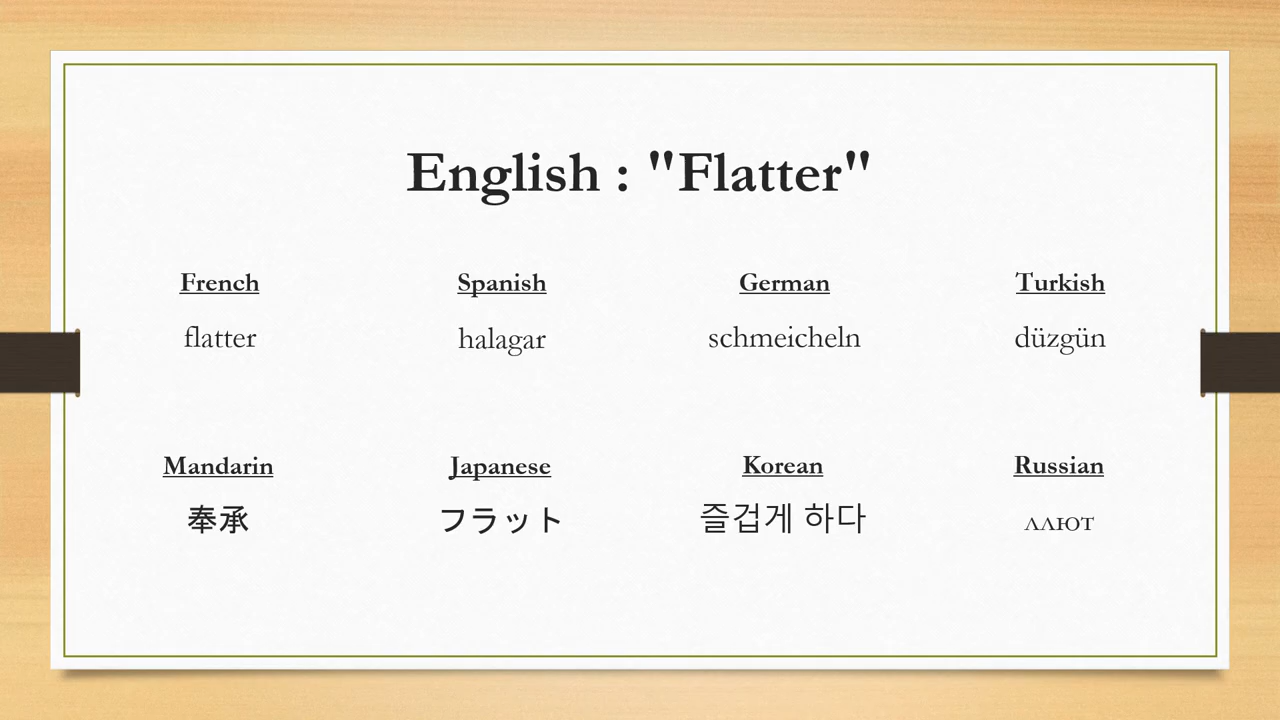 English : "Flatter"
French
Spanish
German
Turkish
flatter
halagar
schmeicheln
düzgün
Mandarin
Japanese
Korean
Russian
奉承
フラット
즐겁게 하다
ллют